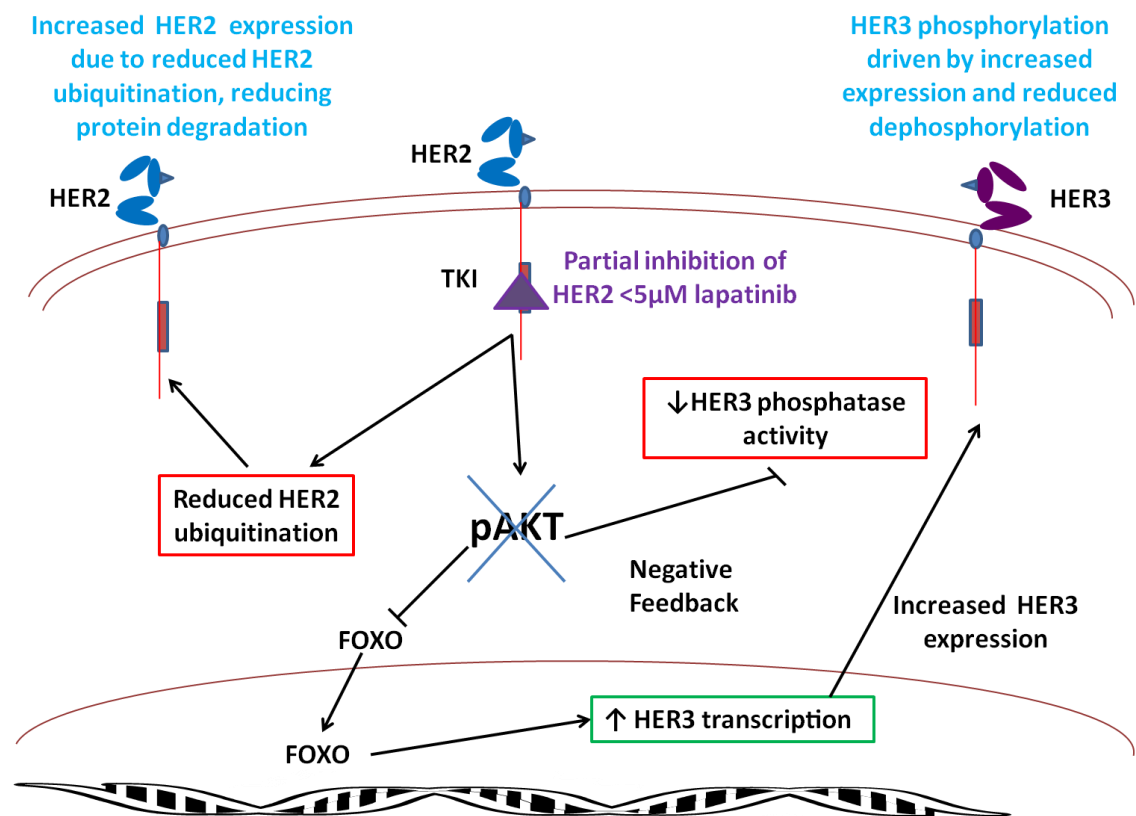 Increased HER2 expression
due to reduced HER2
ubiquitination, reducing
protein degradation
HER3 phosphorylation
driven by increased
expression and reduced
dephosphorylation
HER2
HER2
HER3
TKI
Partial inhibition of
HER2 <5µM lapatinib
↓HER3 phosphatase
activity
Reduced HER2
ubiquitination
pAKT
Negative
Feedback
Increased HER3
expression
FOXO
↑ HER3 transcription
FOXO